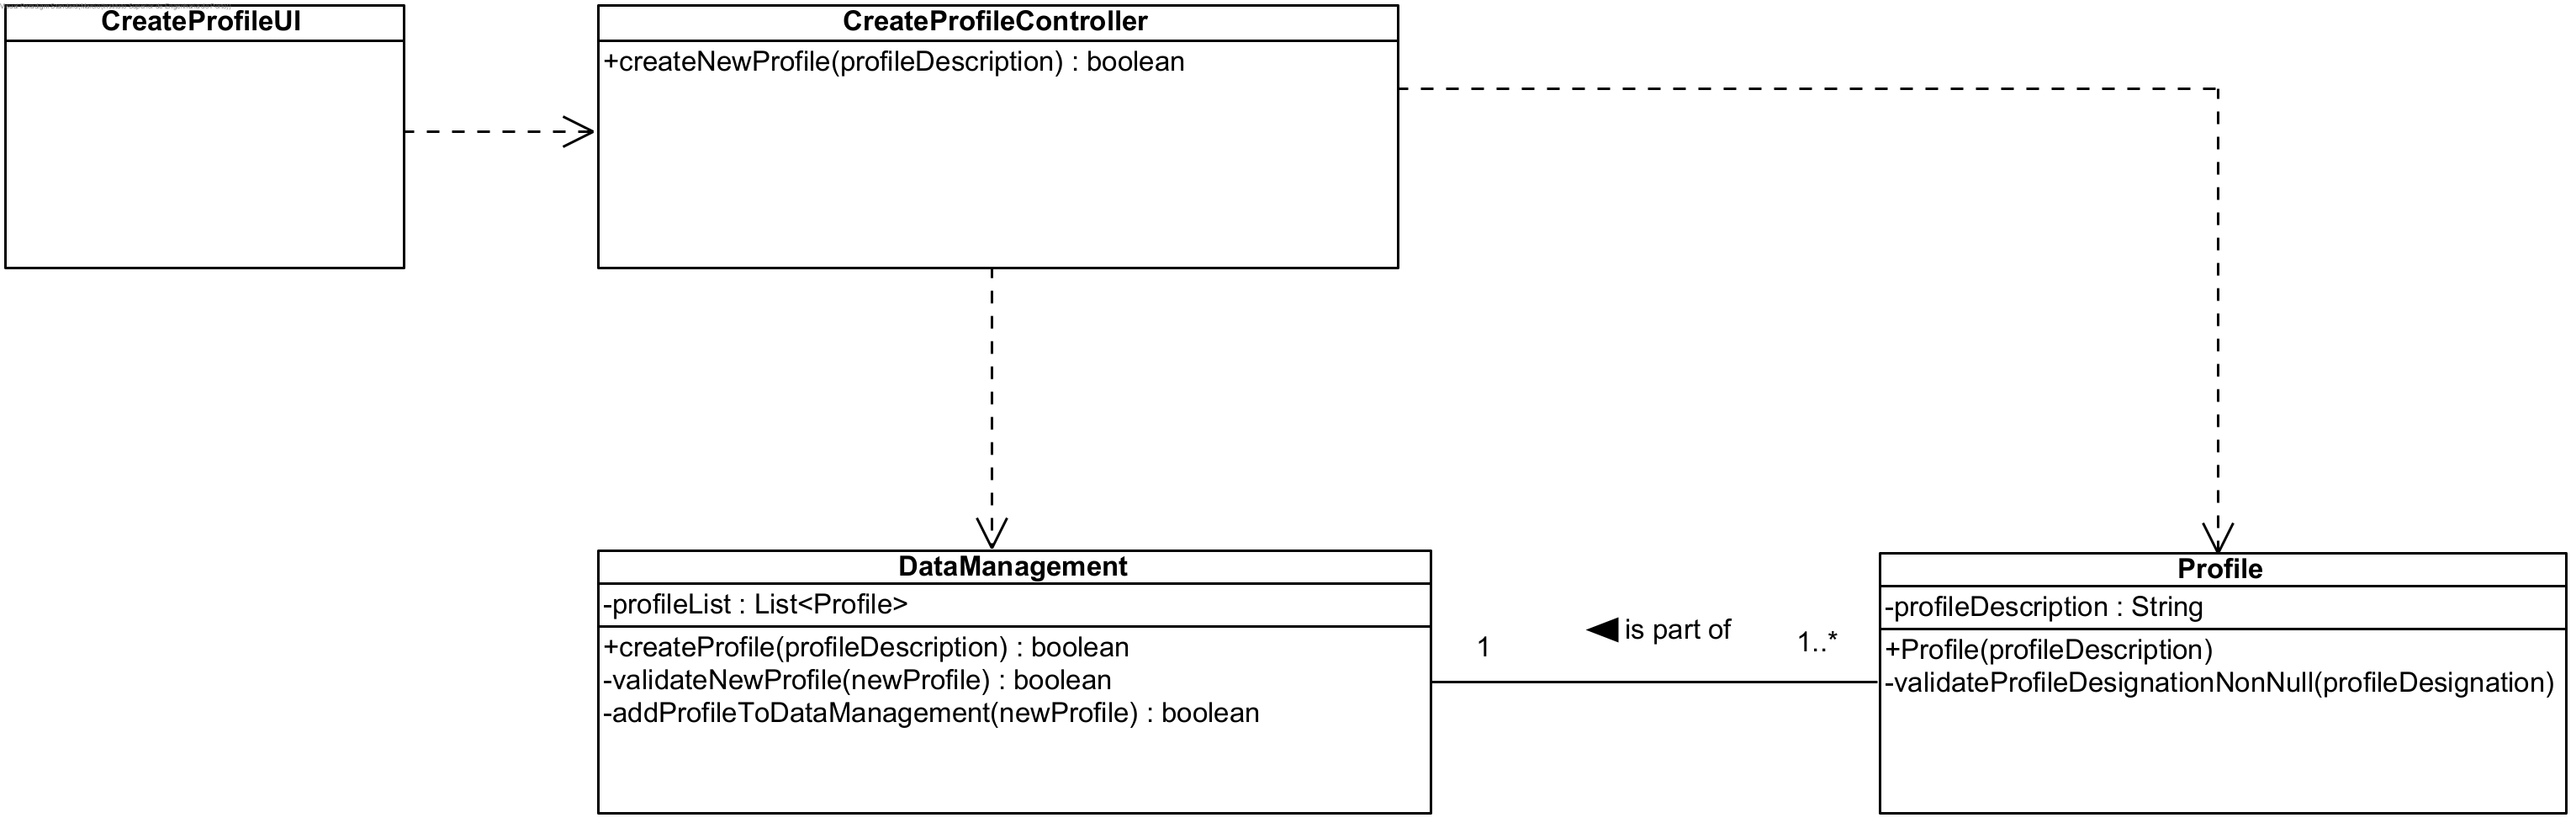 CreateProfileUI
CreateProfileController
+createNewProfile(profileDescription) : boolean
DataManagement
-profileList : List<Profile>
+createProfile(profileDescription) : boolean
-validateNewProfile(newProfile) : boolean
-addProfileToDataManagement(newProfile) : boolean
1
is part of
1..*
Profile
-profileDescription : String
+Profile(profileDescription)
-validateProfileDesignationNonNull(profileDesignation)